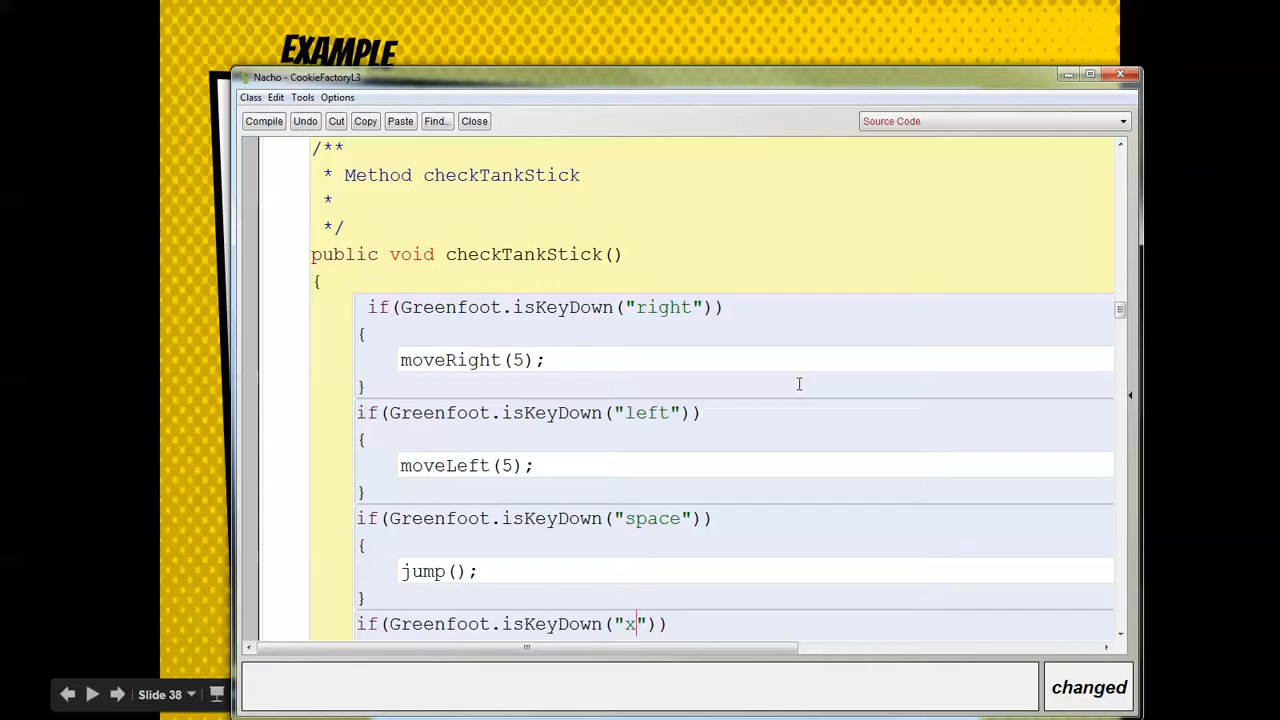 EXAMPLE
Nacho - CookieFactoryL3
Class Edit Tools Options
Compile Undo Cut Copy Paste Find... Close Source Code
/**
* Method checkTankStick
*
*/
public void checkTankStick()
{
if(Greenfoot.isKeyDown("right"))
{
moveRight(5);
}
if(Greenfoot.isKeyDown("left"))
{
moveLeft(5);
}
if(Greenfoot.isKeyDown("space"))
{
jump();
}
if(Greenfoot.isKeyDown("x"))
changed
Slide 38